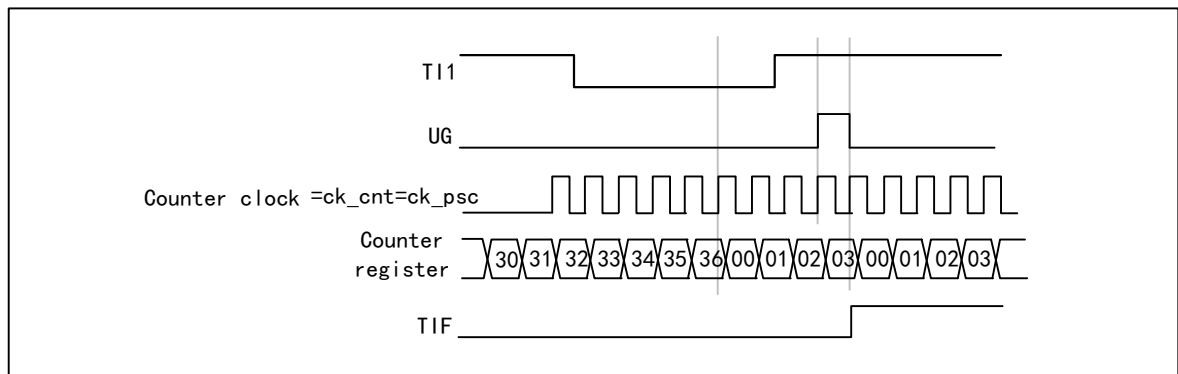 TI1
UG
Counter clock =ck_cnt=ck_psc
Counter
register
30 31 32 33 34 35 36 00 01 02 03 00 01 02 03
TIF